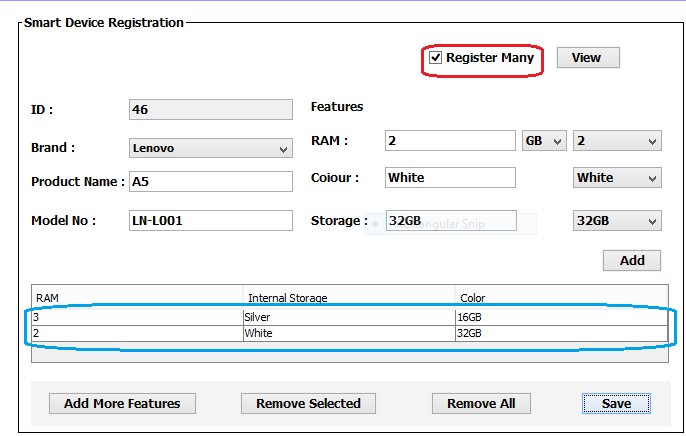 Smart Device Registration
Register Many View
ID : 46 Features
Brand : Lenovo RAM : 2 GB 2
Product Name : A5 Coiour : White White
Model No : LN-L001 Storage : 32GB 32GB
Snip
Add
RAM Internal Storage Color
3 Silver 16GB
2 White 32GB
Add More Features Remove Selected Remove All Save